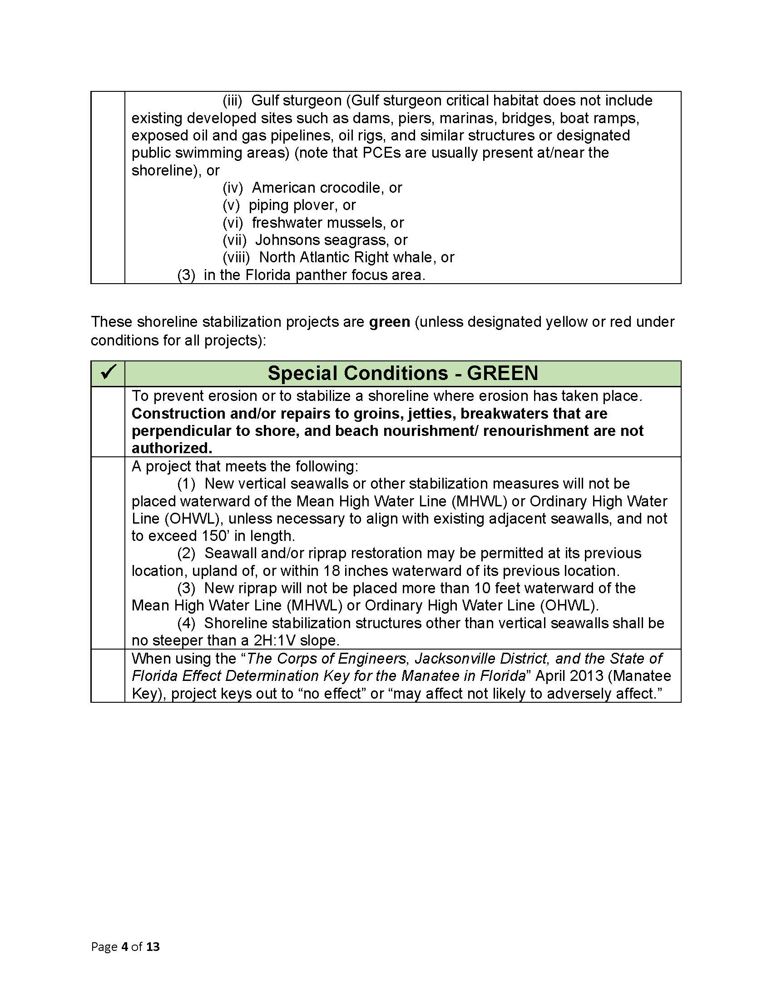 (iii) Gulf sturgeon (Gulf sturgeon critical habitat does not include
existing developed sites such as dams, piers, marinas, bridges, boat ramps,
exposed oil and gas pipelines, oil rigs, and similar structures or designated
public swimming areas) (note that PCEs are usually present at/near the
shoreline), or
(iv) American crocodile, or
(v) piping plover, or
(vi) freshwater mussels, or
(vii) Johnsons seagrass, or
(viii) North Atlantic Right whale, or
(3) in the Florida panther focus area.
These shoreline stabilization projects are green (unless designated yellow or red under
conditions for all projects):
✓ Special Conditions - GREEN
To prevent erosion or to stabilize a shoreline where erosion has taken place.
Construction and/or repairs to groins, jetties, breakwaters that are
perpendicular to shore, and beach nourishment/ renourishment are not
authorized.
A project that meets the following:
(1) New vertical seawalls or other stabilization measures will not be
placed waterward of the Mean High Water Line (MHWL) or Ordinary High Water
Line (OHWL), unless necessary to align with existing adjacent seawalls, and not
to exceed 150’ in length.
(2) Seawall and/or riprap restoration may be permitted at its previous
location, upland of, or within 18 inches waterward of its previous location.
(3) New riprap will not be placed more than 10 feet waterward of the
Mean High Water Line (MHWL) or Ordinary High Water Line (OHWL).
(4) Shoreline stabilization structures other than vertical seawalls shall be
no steeper than a 2H:1V slope.
When using the “The Corps of Engineers, Jacksonville District, and the State of
Florida Effect Determination Key for the Manatee in Florida” April 2013 (Manatee
Key), project keys out to “no effect” or “may affect not likely to adversely affect.”
Page 4 of 13